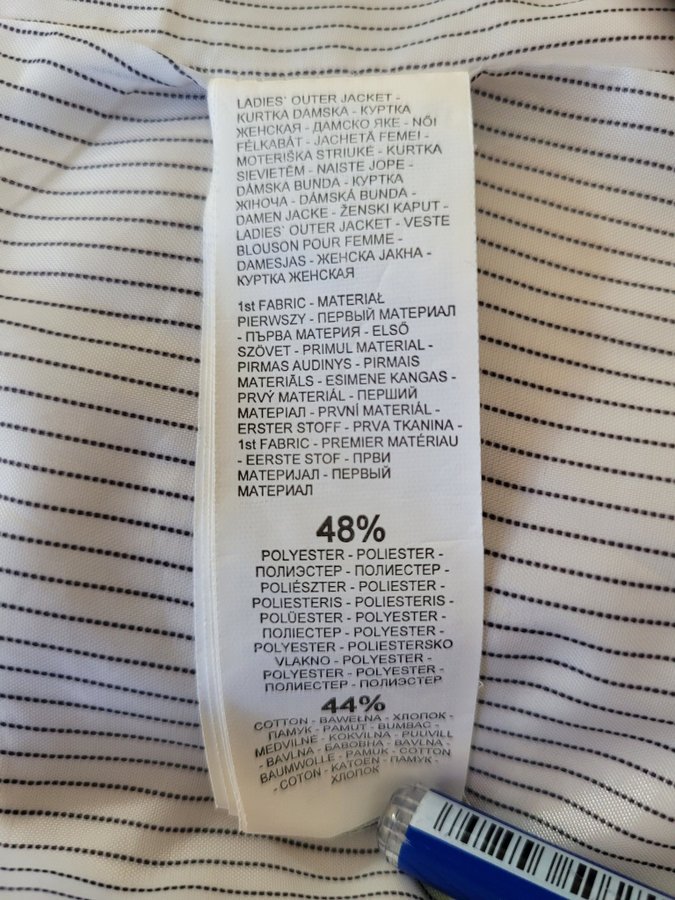 LADIES' OUTER JACKET -
KURTKA DAMSKA - КУРТКА
ЖЕНСКАЯ - ДАМСКО ЯКЕ - NŐI
FÉLKABÁT - JACHETĂ FEMEI -
MOTERIŠKA STRIUKĖ - KURTKA
SIEVIETĒM - NAISTE JOPE -
DÁMSKA BUNDA - КУРТКА
ЖІНОЧА - DÁMSKÁ BUNDA -
DAMEN JACKE - ŽENSKI KAPUT -
LADIES' OUTER JACKET - VESTE
BLOUSON POUR FEMME -
DAMESJAS - ЖЕНСКА ЈАКНА -
КУРТКА ЖЕНСКАЯ
1st FABRIC - MATERIAŁ
PIERWSZY - ПЕРВЫЙ МАТЕРИАЛ
- ПЪРВА МАТЕРИЯ - ELSŐ
SZÖVET - PRIMUL MATERIAL -
PIRMAS AUDINYS - PIRMAIS
MATERIĀLS - ESIMENE KANGAS -
PRVÝ MATERIÁL - ПЕРШИЙ
МАТЕРІАЛ - PRVNÍ MATERIÁL -
ERSTER STOFF - PRVA TKANINA -
1st FABRIC - PREMIER MATÉRIAU
- EERSTE STOF - ПРВИ
МАТЕРИЈАЛ - ПЕРВЫЙ
МАТЕРИАЛ
48%
POLYESTER - POLIESTER -
ПОЛИЭСТЕР - ПОЛИЕСТЕР -
POLIÉSZTER - POLIESTER -
POLIESTERIS - POLIESTERIS -
POLÜESTER - POLYESTER -
ПОЛІЕСТЕР - POLYESTER -
POLYESTER - POLIESTERSKO
VLAKNO - POLYESTER -
POLYESTER - POLYESTER -
ПОЛИЕСТЕР - ПОЛИЭСТЕР
44%
COTTON - BAWEŁNA - ХЛОПОК -
ПАМУК - PAMUT - BUMBAC -
MEDVILNĖ - KOKVILNA - PUUVILL
- BAVLNA - БАВОВНА - BAVLNA -
BAUMWOLLE - PAMUK - COTTON
- COTON - KATOEN - ПАМУК -
ХЛОПОК